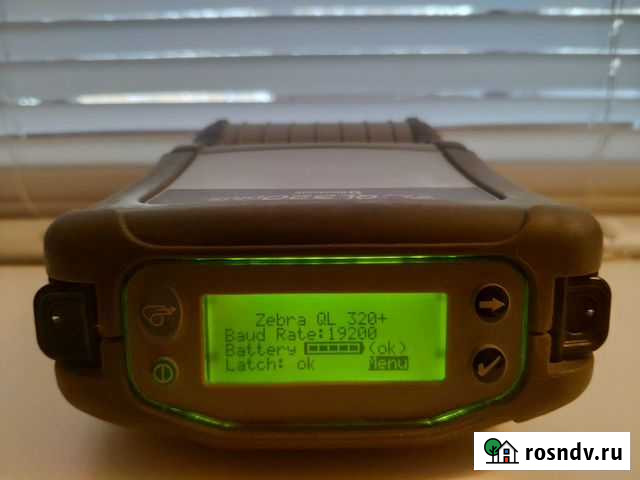 Zebra QL 320+
Baud Rate:19200
Battery (ok)
Latch: ok Menu
rosndv.ru